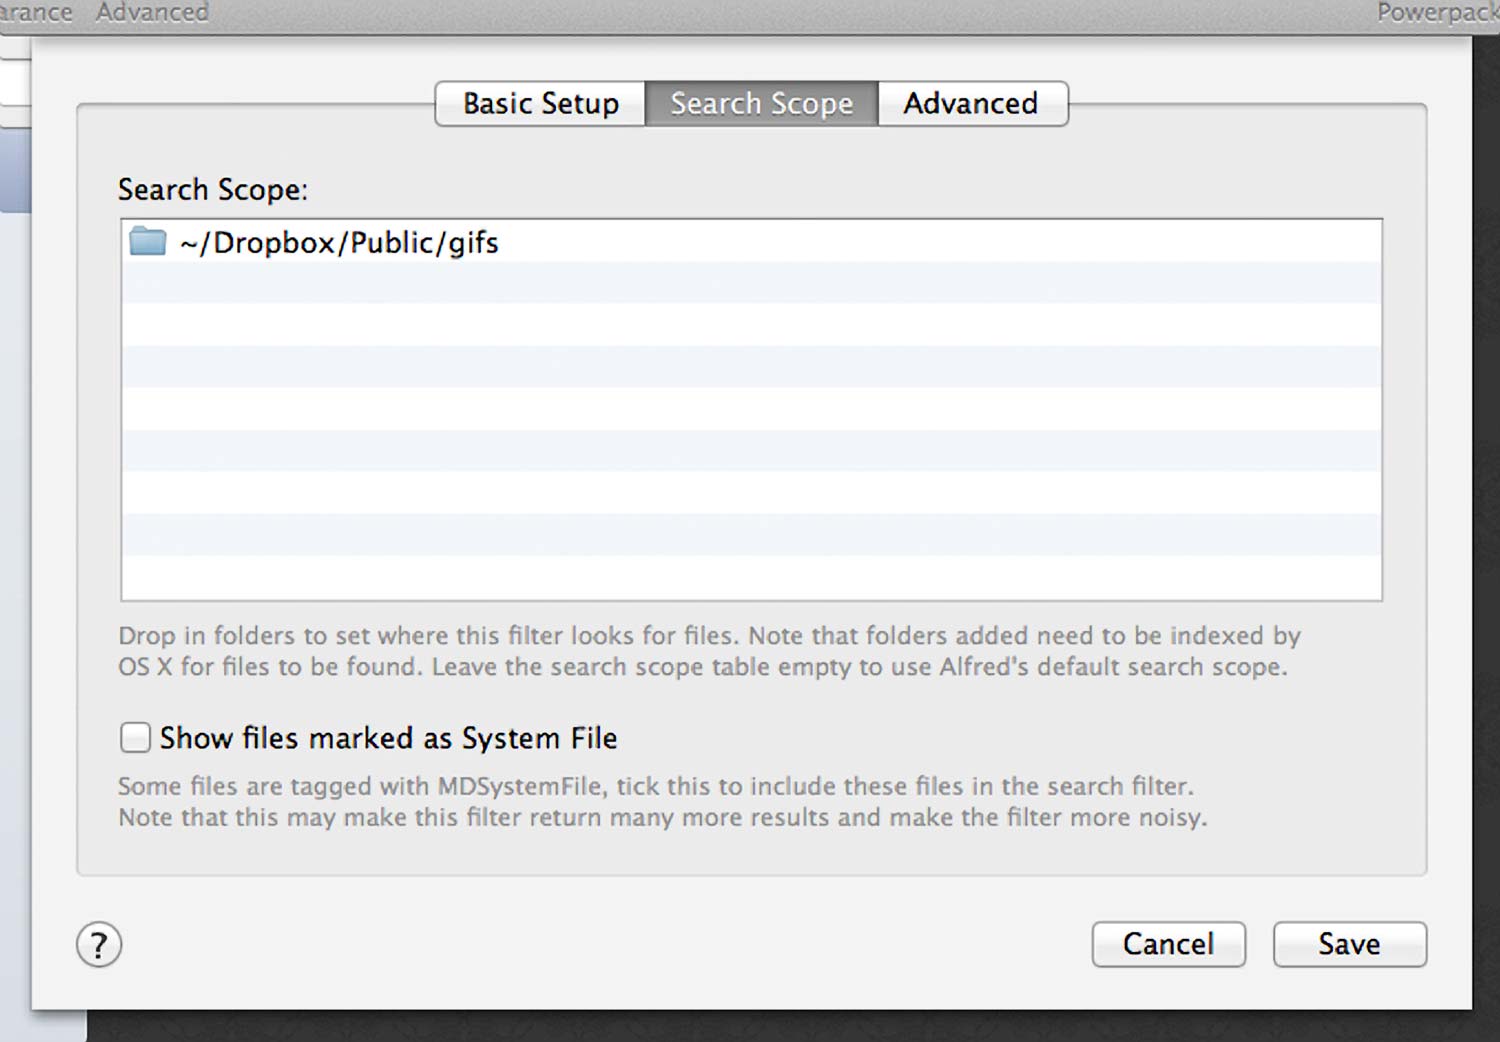 Advanced
Powerpack
Basic Setup
Search Scope
Advanced
Search Scope:
~/Dropbox/Public/gifs
Drop in folders to set where this filter looks for files. Note that folders added need to be indexed by
OS X for files to be found. Leave the search scope table empty to use Alfred's default search scope.
Show files marked as System File
Some files are tagged with MDSystemFile, tick this to include these files in the search filter.
Note that this may make this filter return many more results and make the filter more noisy.
?
Cancel
Save